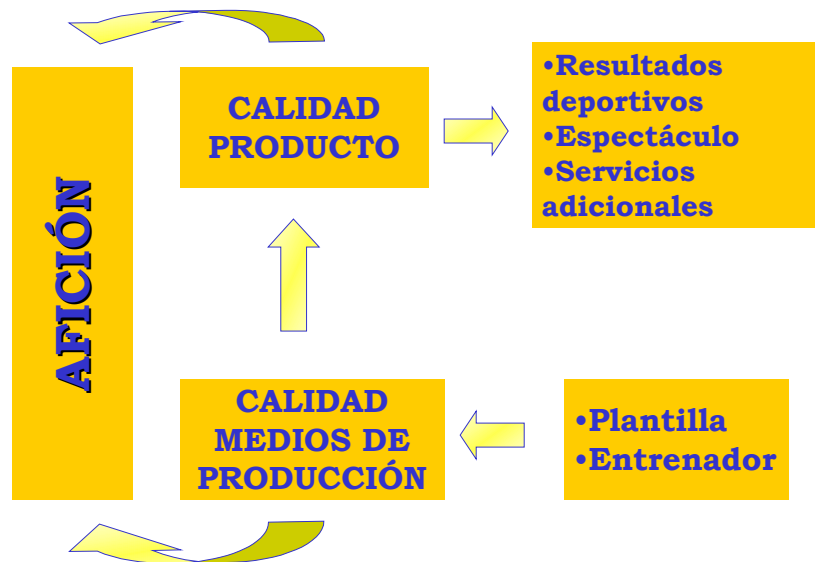 AFICIÓN
CALIDAD
PRODUCTO
•Resultados
deportivos
•Espectáculo
•Servicios
adicionales
CALIDAD
MEDIOS DE
PRODUCCIÓN
•Plantilla
•Entrenador